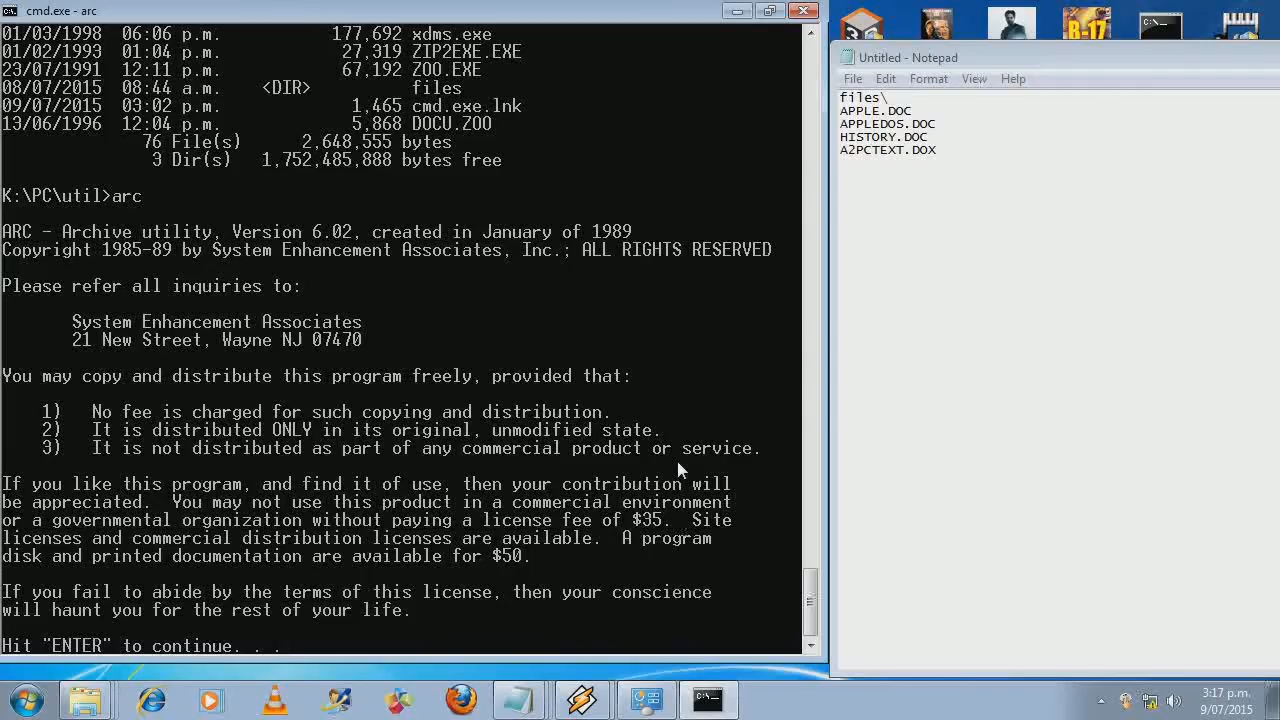 cmd.exe - arc
01/03/1998  06:06 p.m.           177,692 xdms.exe
01/02/1993  01:04 p.m.            27,319 ZIP2EXE.EXE
23/07/1991  12:11 p.m.            67,192 ZOO.EXE
08/07/2015  08:44 a.m.    <DIR>          files
09/07/2015  03:02 p.m.             1,465 cmd.exe.lnk
13/06/1996  12:04 p.m.             5,868 DOCU.ZOO
76 File(s)      2,648,555 bytes
3 Dir(s)  1,752,485,888 bytes free
K:\PC\util>arc
ARC - Archive utility, Version 6.02, created in January of 1989
Copyright 1985-89 by System Enhancement Associates, Inc.; ALL RIGHTS RESERVED
Please refer all inquiries to:
System Enhancement Associates
21 New Street, Wayne NJ 07470
You may copy and distribute this program freely, provided that:
1)   No fee is charged for such copying and distribution.
2)   It is distributed ONLY in its original, unmodified state.
3)   It is not distributed as part of any commercial product or service.
If you like this program, and find it of use, then your contribution will
be appreciated.  You may not use this product in a commercial environment
or a governmental organization without paying a license fee of $35.  Site
licenses and commercial distribution licenses are available.  A program
disk and printed documentation are available for $50.
If you fail to abide by the terms of this license, then your conscience
will haunt you for the rest of your life.
Hit "ENTER" to continue. . .
Untitled - Notepad
File Edit Format View Help
files\
APPLE.DOC
APPLEDOS.DOC
HISTORY.DOC
A2PCTEXT.DOX
B-17
3:17 p.m.
9/07/2015